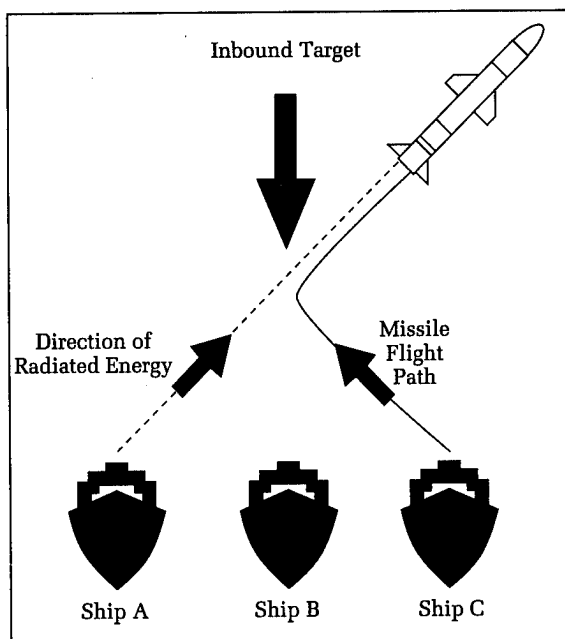 Inbound Target
Direction of
Radiated Energy
Missile
Flight
Path
Ship A
Ship B
Ship C